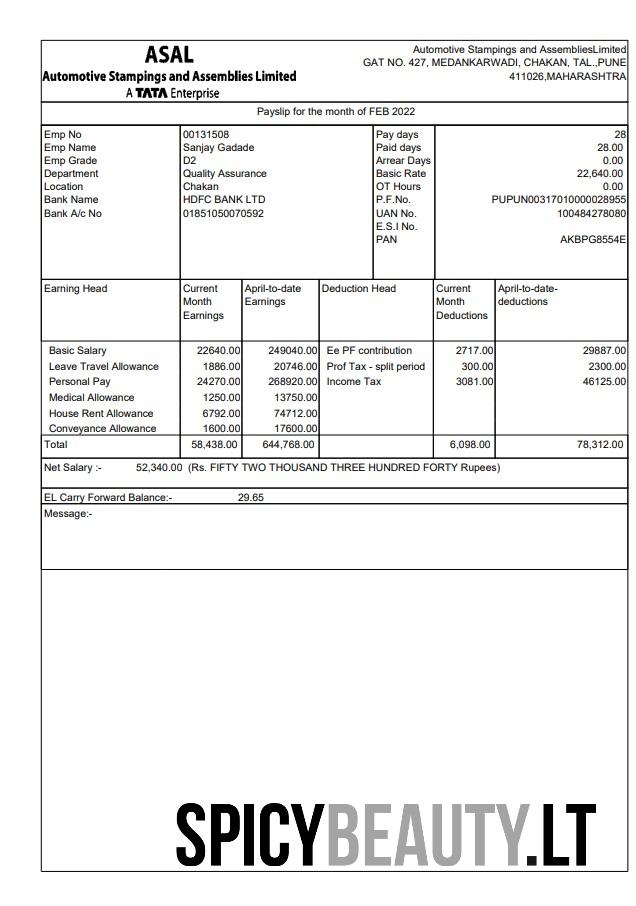 ASAL
Automotive Stampings and Assemblies Limited
A TATA Enterprise
Automotive Stampings and AssembliesLimited
GAT NO. 427, MEDANKARWADI, CHAKAN, TAL.,PUNE
411026,MAHARASHTRA
Payslip for the month of FEB 2022
Emp No 00131508 Pay days 28
Emp Name Sanjay Gadade Paid days 28.00
Emp Grade D2 Arrear Days 0.00
Department Quality Assurance Basic Rate 22,640.00
Location Chakan OT Hours 0.00
Bank Name HDFC BANK LTD P.F.No. PUPUN00317010000028955
Bank A/c No 01851050070592 UAN No. 100484278080
E.S.I No.
PAN AKBPG8554E
Earning Head Current April-to-date Deduction Head Current April-to-date-
Month Earnings Month deductions
Earnings Deductions
Basic Salary 22640.00 249040.00 Ee PF contribution 2717.00 29887.00
Leave Travel Allowance 1886.00 20746.00 Prof Tax - split period 300.00 2300.00
Personal Pay 24270.00 268920.00 Income Tax 3081.00 46125.00
Medical Allowance 1250.00 13750.00
House Rent Allowance 6792.00 74712.00
Conveyance Allowance 1600.00 17600.00
Total 58,438.00 644,768.00 6,098.00 78,312.00
Net Salary :- 52,340.00 (Rs. FIFTY TWO THOUSAND THREE HUNDRED FORTY Rupees)
EL Carry Forward Balance:- 29.65
Message:-
SPICYBEAUTY.LT